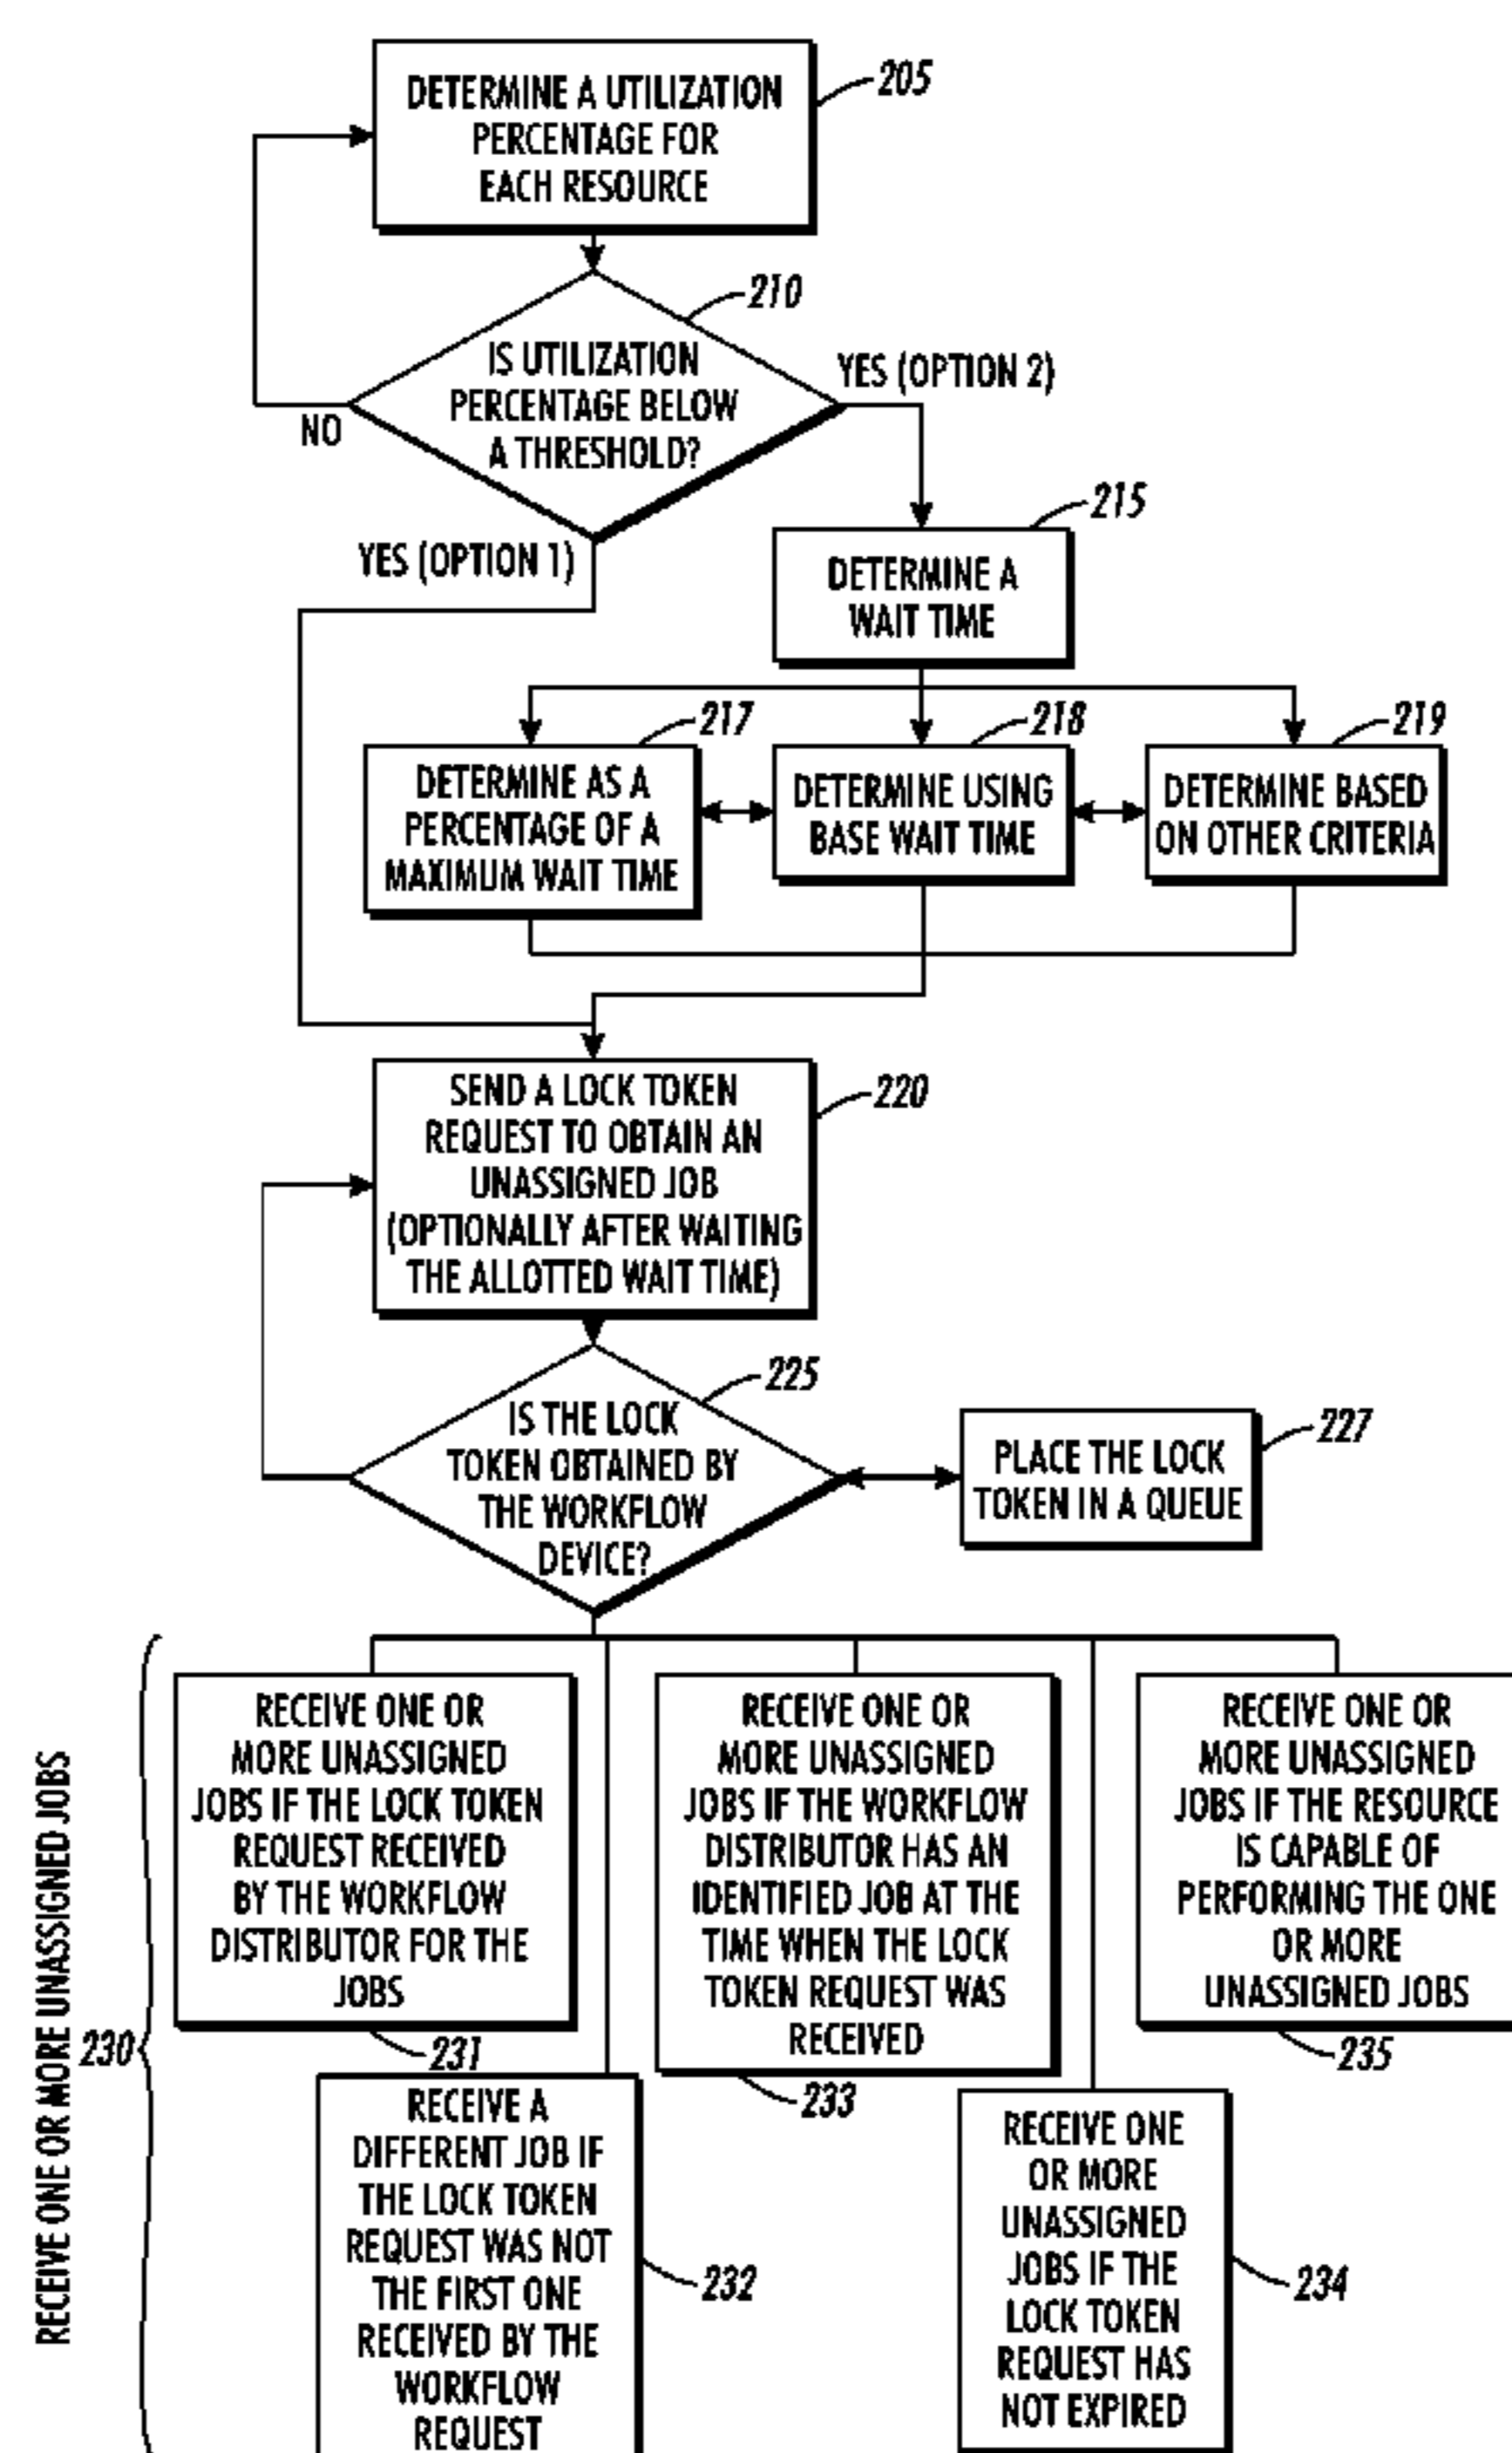 DETERMINE A UTILIZATION
PERCENTAGE FOR
EACH RESOURCE
205
210
IS UTILIZATION
PERCENTAGE BELOW
A THRESHOLD?
NO
YES (OPTION 2)
YES (OPTION 1)
215
DETERMINE A
WAIT TIME
217
DETERMINE AS A
PERCENTAGE OF A
MAXIMUM WAIT TIME
218
DETERMINE USING
BASE WAIT TIME
219
DETERMINE BASED
ON OTHER CRITERIA
SEND A LOCK TOKEN
REQUEST TO OBTAIN AN
UNASSIGNED JOB
(OPTIONALLY AFTER WAITING
THE ALLOTTED WAIT TIME)
220
225
IS THE LOCK
TOKEN OBTAINED BY
THE WORKFLOW
DEVICE?
227
PLACE THE LOCK
TOKEN IN A QUEUE
RECEIVE ONE OR MORE UNASSIGNED JOBS
230
RECEIVE ONE OR
MORE UNASSIGNED
JOBS IF THE LOCK TOKEN
REQUEST RECEIVED
BY THE WORKFLOW
DISTRIBUTOR FOR THE
JOBS
231
RECEIVE ONE OR
MORE UNASSIGNED
JOBS IF THE WORKFLOW
DISTRIBUTOR HAS AN
IDENTIFIED JOB AT THE
TIME WHEN THE LOCK
TOKEN REQUEST WAS
RECEIVED
233
RECEIVE ONE OR
MORE UNASSIGNED
JOBS IF THE RESOURCE
IS CAPABLE OF
PERFORMING THE ONE
OR MORE
UNASSIGNED JOBS
235
RECEIVE A
DIFFERENT JOB IF
THE LOCK TOKEN
REQUEST WAS NOT
THE FIRST ONE
RECEIVED BY THE
WORKFLOW
REQUEST
232
RECEIVE ONE
OR MORE
UNASSIGNED
JOBS IF THE
LOCK TOKEN
REQUEST HAS
NOT EXPIRED
234